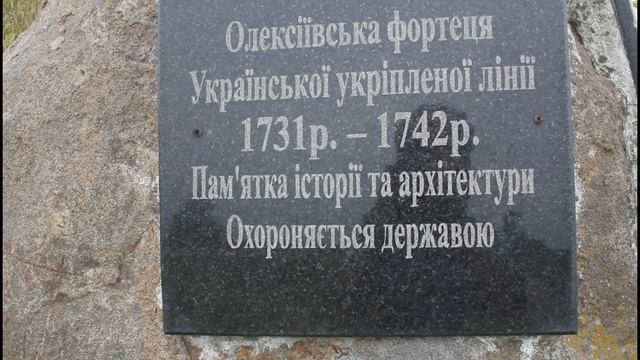 Олексіївська фортеця
Української укріпленої лінії
1731р. – 1742р.
Пам'ятка історії та архітектури
Охороняється державою